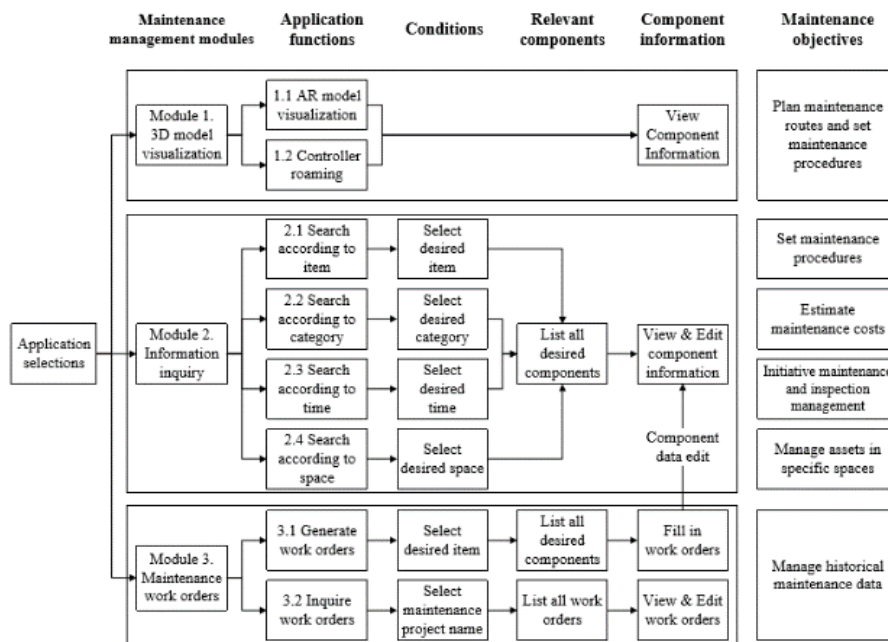 Maintenance
management modules
Application
functions
Conditions
Relevant
components
Component
information
Maintenance
objectives
Application
selections
Module 1.
3D model
visualization
1.1 AR model
visualization
1.2 Controller
roaming
View
Component
Information
Plan maintenance
routes and set
maintenance
procedures
Module 2.
Information
inquiry
2.1 Search
according to
item
Select
desired
item
2.2 Search
according to
category
Select
desired
category
2.3 Search
according to
time
Select
desired
time
2.4 Search
according to
space
Select
desired space
List all
desired
components
View & Edit
component
information
Component
data edit
Set maintenance
procedures
Estimate
maintenance costs
Initiative maintenance
and inspection
management
Manage assets in
specific spaces
Module 3.
Maintenance
work orders
3.1 Generate
work orders
Select
desired item
List all
desired
components
Fill in
work orders
3.2 Inquire
work orders
Select
maintenance
project name
List all work
orders
View & Edit
work orders
Manage historical
maintenance data